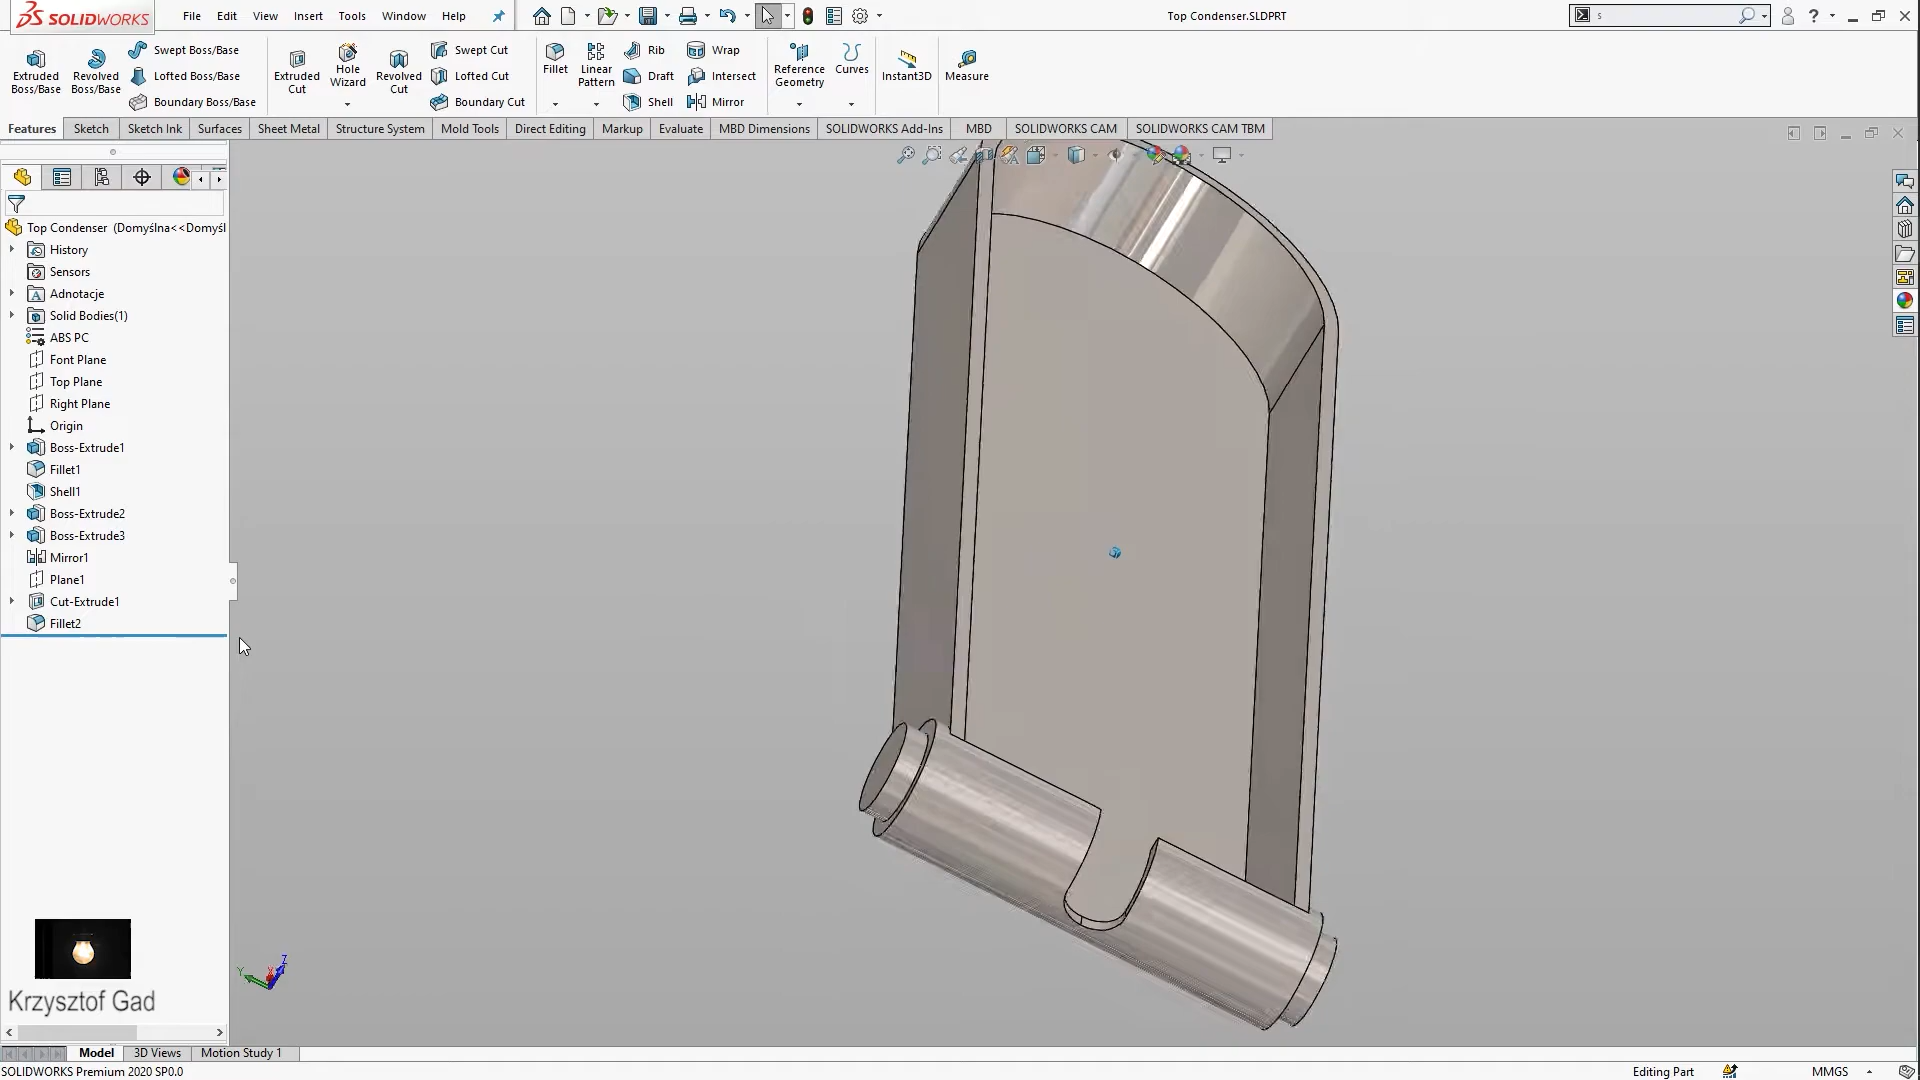 SOLIDWORKS File Edit View Insert Tools Window Help Top Condenser.SLDPRT s ?
Extruded Boss/Base
Revolved Boss/Base
Swept Boss/Base
Lofted Boss/Base
Boundary Boss/Base
Extruded Cut
Hole Wizard
Revolved Cut
Swept Cut
Lofted Cut
Boundary Cut
Fillet
Linear Pattern
Rib
Draft
Shell
Wrap
Intersect
Mirror
Reference Geometry
Curves
Instant3D
Measure
Features Sketch Sketch Ink Surfaces Sheet Metal Structure System Mold Tools Direct Editing Markup Evaluate MBD Dimensions SOLIDWORKS Add-Ins MBD SOLIDWORKS CAM SOLIDWORKS CAM TBM
Top Condenser (Domyślna<<Domyśl
History
Sensors
Adnotacje
Solid Bodies(1)
ABS PC
Font Plane
Top Plane
Right Plane
Origin
Boss-Extrude1
Fillet1
Shell1
Boss-Extrude2
Boss-Extrude3
Mirror1
Plane1
Cut-Extrude1
Fillet2
Y X Z
Krzysztof Gad
Model 3D Views Motion Study 1
SOLIDWORKS Premium 2020 SP0.0 Editing Part MMGS